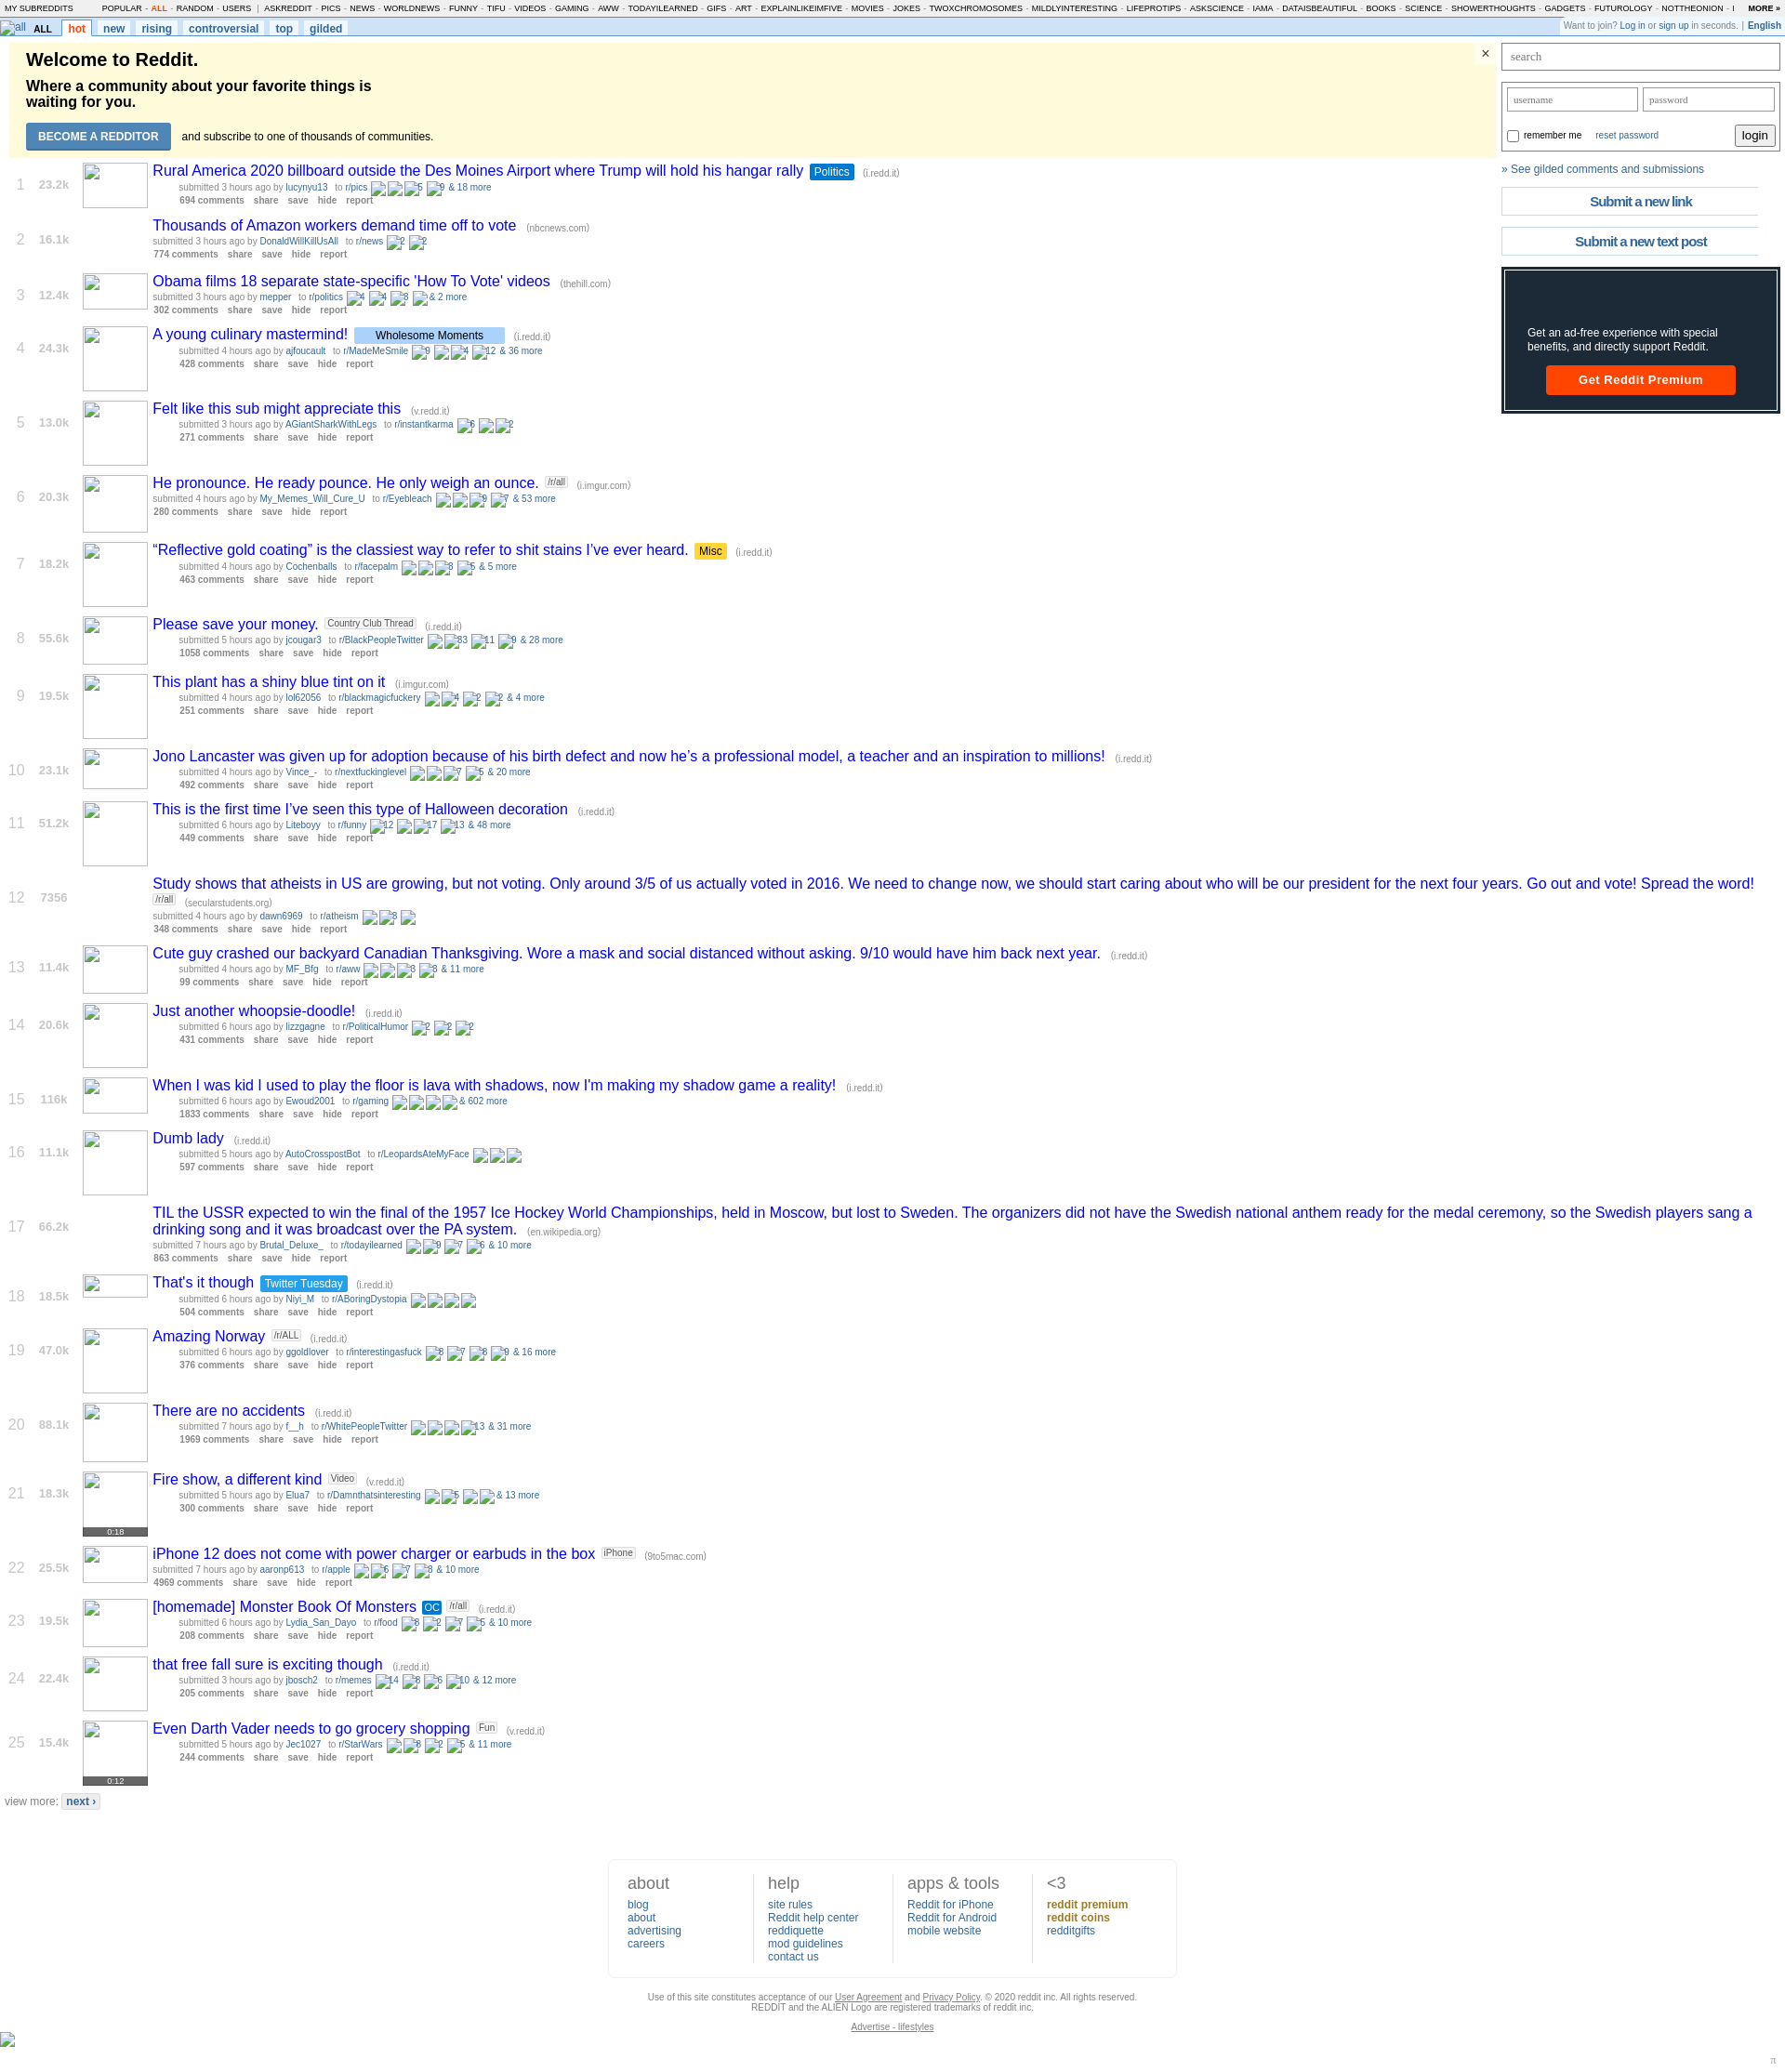 MY SUBREDDITS POPULAR - ALL - RANDOM - USERS | ASKREDDIT - PICS - NEWS - WORLDNEWS - FUNNY - TIFU - VIDEOS - GAMING - AWW - TODAYILEARNED - GIFS - ART - EXPLAINLIKEIMFIVE - MOVIES - JOKES - TWOXCHROMOSOMES - MILDLYINTERESTING - LIFEPROTIPS - ASKSCIENCE - IAMA - DATAISBEAUTIFUL - BOOKS - SCIENCE - SHOWERTHOUGHTS - GADGETS - FUTUROLOGY - NOTTHEONION - I MORE »
all ALL hot new rising controversial top gilded Want to join? Log in or sign up in seconds. | English
Welcome to Reddit. ×
Where a community about your favorite things is
waiting for you.
BECOME A REDDITOR and subscribe to one of thousands of communities.
search
username password
remember me reset password login
» See gilded comments and submissions
Submit a new link
Submit a new text post
Get an ad-free experience with special
benefits, and directly support Reddit.
Get Reddit Premium
1 23.2k Rural America 2020 billboard outside the Des Moines Airport where Trump will hold his hangar rally Politics (i.redd.it)
submitted 3 hours ago by lucynyu13 to r/pics 5 9 & 18 more
694 comments share save hide report
2 16.1k Thousands of Amazon workers demand time off to vote (nbcnews.com)
submitted 3 hours ago by DonaldWillKillUsAll to r/news 2 2
774 comments share save hide report
3 12.4k Obama films 18 separate state-specific 'How To Vote' videos (thehill.com)
submitted 3 hours ago by mepper to r/politics 4 4 3 & 2 more
302 comments share save hide report
4 24.3k A young culinary mastermind! Wholesome Moments (i.redd.it)
submitted 4 hours ago by ajfoucault to r/MadeMeSmile 9 4 12 & 36 more
428 comments share save hide report
5 13.0k Felt like this sub might appreciate this (v.redd.it)
submitted 3 hours ago by AGiantSharkWithLegs to r/instantkarma 6 2
271 comments share save hide report
6 20.3k He pronounce. He ready pounce. He only weigh an ounce. /r/all (i.imgur.com)
submitted 4 hours ago by My_Memes_Will_Cure_U to r/Eyebleach 9 7 & 53 more
280 comments share save hide report
7 18.2k “Reflective gold coating” is the classiest way to refer to shit stains I’ve ever heard. Misc (i.redd.it)
submitted 4 hours ago by Cochenballs to r/facepalm 3 5 & 5 more
463 comments share save hide report
8 55.6k Please save your money. Country Club Thread (i.redd.it)
submitted 5 hours ago by jcougar3 to r/BlackPeopleTwitter 33 11 9 & 28 more
1058 comments share save hide report
9 19.5k This plant has a shiny blue tint on it (i.imgur.com)
submitted 4 hours ago by lol62056 to r/blackmagicfuckery 4 2 2 & 4 more
251 comments share save hide report
10 23.1k Jono Lancaster was given up for adoption because of his birth defect and now he’s a professional model, a teacher and an inspiration to millions! (i.redd.it)
submitted 4 hours ago by Vince_- to r/nextfuckinglevel 7 5 & 20 more
492 comments share save hide report
11 51.2k This is the first time I’ve seen this type of Halloween decoration (i.redd.it)
submitted 6 hours ago by Liteboyy to r/funny 12 17 13 & 48 more
449 comments share save hide report
12 7356 Study shows that atheists in US are growing, but not voting. Only around 3/5 of us actually voted in 2016. We need to change now, we should start caring about who will be our president for the next four years. Go out and vote! Spread the word!
/r/all (secularstudents.org)
submitted 4 hours ago by dawn6969 to r/atheism 3
348 comments share save hide report
13 11.4k Cute guy crashed our backyard Canadian Thanksgiving. Wore a mask and social distanced without asking. 9/10 would have him back next year. (i.redd.it)
submitted 4 hours ago by MF_Bfg to r/aww 3 3 & 11 more
99 comments share save hide report
14 20.6k Just another whoopsie-doodle! (i.redd.it)
submitted 6 hours ago by lizzgagne to r/PoliticalHumor 2 2 2
431 comments share save hide report
15 116k When I was kid I used to play the floor is lava with shadows, now I'm making my shadow game a reality! (i.redd.it)
submitted 6 hours ago by Ewoud2001 to r/gaming & 602 more
1833 comments share save hide report
16 11.1k Dumb lady (i.redd.it)
submitted 5 hours ago by AutoCrosspostBot to r/LeopardsAteMyFace
597 comments share save hide report
17 66.2k TIL the USSR expected to win the final of the 1957 Ice Hockey World Championships, held in Moscow, but lost to Sweden. The organizers did not have the Swedish national anthem ready for the medal ceremony, so the Swedish players sang a
drinking song and it was broadcast over the PA system. (en.wikipedia.org)
submitted 7 hours ago by Brutal_Deluxe_ to r/todayilearned 9 7 6 & 10 more
863 comments share save hide report
18 18.5k That's it though Twitter Tuesday (i.redd.it)
submitted 6 hours ago by Niyi_M to r/ABoringDystopia
504 comments share save hide report
19 47.0k Amazing Norway /r/ALL (i.redd.it)
submitted 6 hours ago by ggoldlover to r/interestingasfuck 8 7 8 9 & 16 more
376 comments share save hide report
20 88.1k There are no accidents (i.redd.it)
submitted 7 hours ago by f__h to r/WhitePeopleTwitter 13 & 31 more
1969 comments share save hide report
21 18.3k Fire show, a different kind Video (v.redd.it)
submitted 5 hours ago by Elua7 to r/Damnthatsinteresting 5 & 13 more
300 comments share save hide report
0:18
22 25.5k iPhone 12 does not come with power charger or earbuds in the box iPhone (9to5mac.com)
submitted 7 hours ago by aaronp613 to r/apple 6 7 3 & 10 more
4969 comments share save hide report
23 19.5k [homemade] Monster Book Of Monsters OC /r/all (i.redd.it)
submitted 6 hours ago by Lydia_San_Dayo to r/food 8 2 7 5 & 10 more
208 comments share save hide report
24 22.4k that free fall sure is exciting though (i.redd.it)
submitted 3 hours ago by jbosch2 to r/memes 14 8 6 10 & 12 more
205 comments share save hide report
25 15.4k Even Darth Vader needs to go grocery shopping Fun (v.redd.it)
submitted 5 hours ago by Jec1027 to r/StarWars 8 2 5 & 11 more
244 comments share save hide report
0:12
view more: next ›
about help apps & tools <3
blog site rules Reddit for iPhone reddit premium
about Reddit help center Reddit for Android reddit coins
advertising reddiquette mobile website redditgifts
careers mod guidelines
contact us
Use of this site constitutes acceptance of our User Agreement and Privacy Policy. © 2020 reddit inc. All rights reserved.
REDDIT and the ALIEN Logo are registered trademarks of reddit inc.
Advertise - lifestyles
π